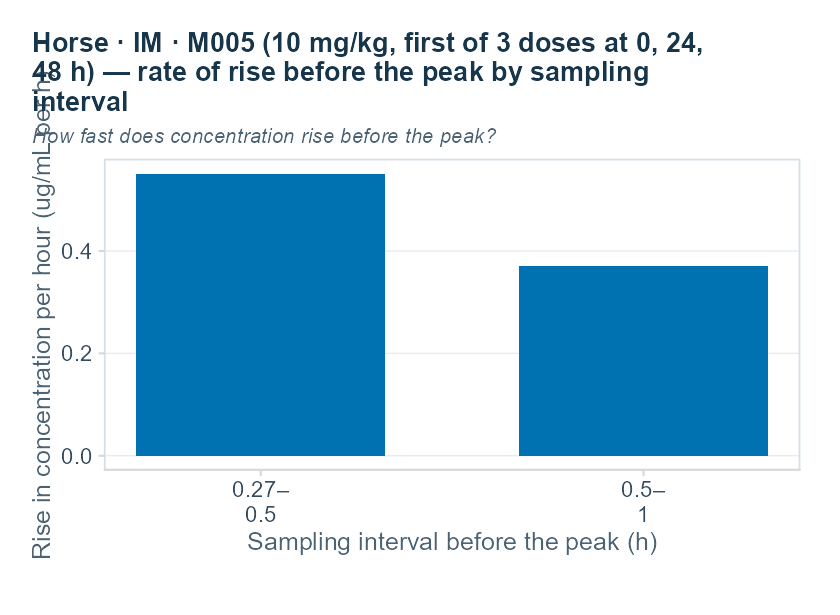 Horse · IM · M005 (10 mg/kg, first of 3 doses at 0, 24,
48 h) — rate of rise before the peak by sampling
interval
How fast does concentration rise before the peak?
Rise in concentration per hour (ug/mL per h)
0.4
0.2
0.0
0.27–
0.5
0.5–
1
Sampling interval before the peak (h)